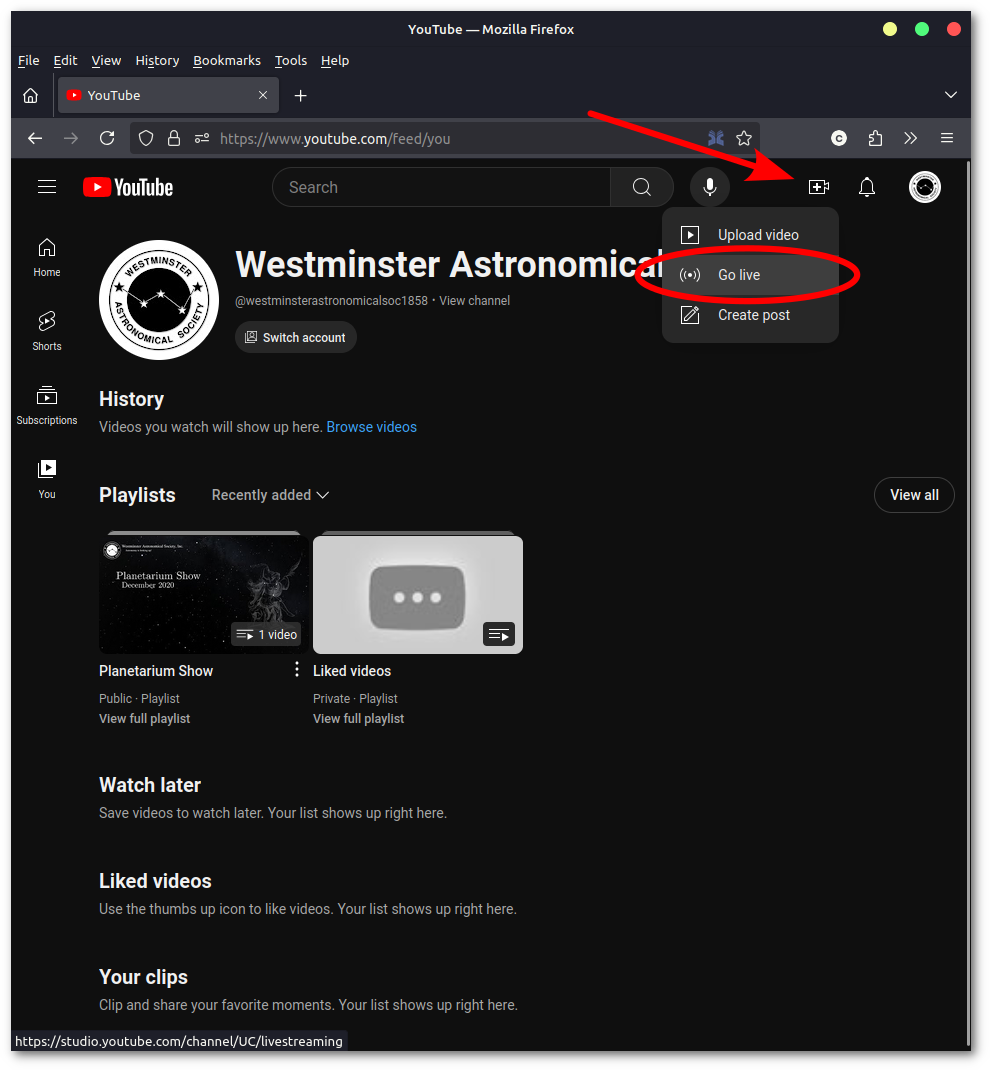 YouTube — Mozilla Firefox
File Edit View History Bookmarks Tools Help
YouTube
https://www.youtube.com/feed/you
C
YouTube
Search
Upload video
Go live
Create post
Home
Shorts
Subscriptions
You
WESTMINSTER
ASTRONOMICAL SOCIETY
Westminster Astronomical
@westminsterastronomicalsoc1858 · View channel
Switch account
History
Videos you watch will show up here. Browse videos
Playlists Recently added View all
Westminster Astronomical Society, Inc.
Planetarium Show
December 2020
1 video
Planetarium Show
Public · Playlist
View full playlist
Liked videos
Private · Playlist
View full playlist
Watch later
Save videos to watch later. Your list shows up right here.
Liked videos
Use the thumbs up icon to like videos. Your list shows up right here.
Your clips
Clip and share your favorite moments. Your list shows up right here.
https://studio.youtube.com/channel/UC/livestreaming